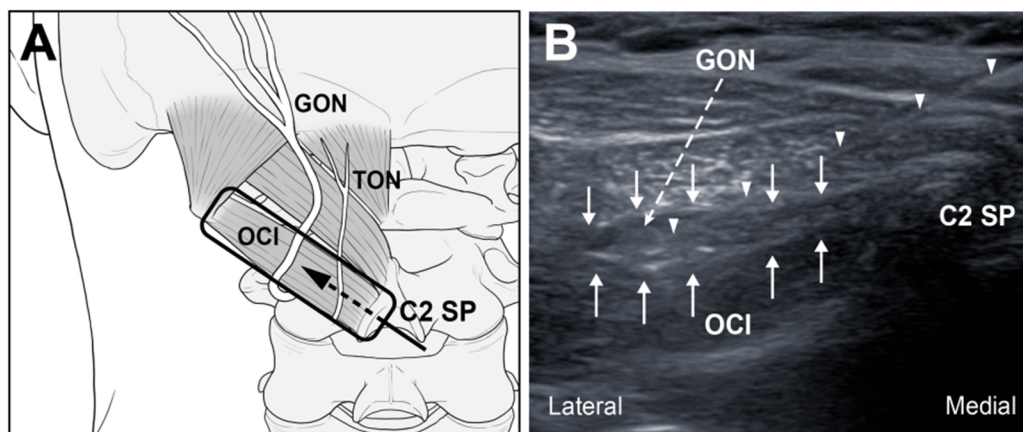 A
GON
TON
OCI
C2 SP
B
GON
C2 SP
OCI
Lateral
Medial